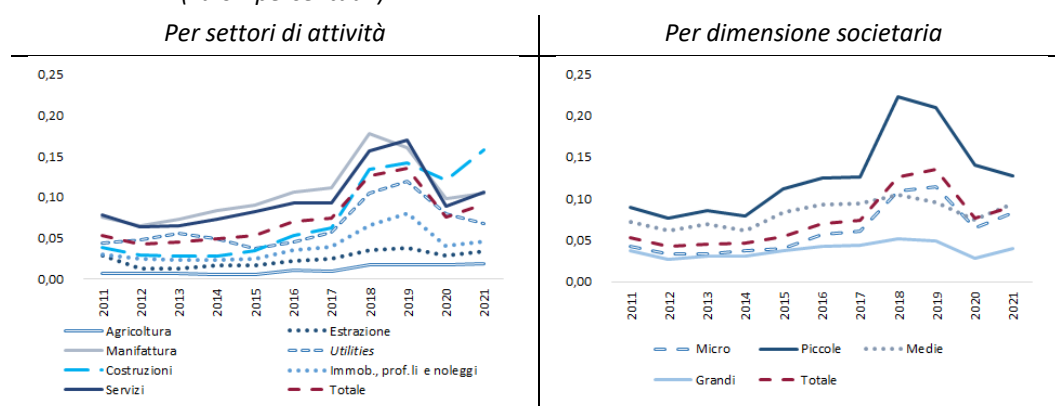 Per settori di attività
Per dimensione societaria
0,25
0,20
0,15
0,10
0,05
0,00
2011
2012
2013
2014
2015
2016
2017
2018
2019
2020
2021
Agricoltura
Estrazione
Manifattura
Utilities
Costruzioni
Immob., prof.li e noleggi
Servizi
Totale
0,25
0,20
0,15
0,10
0,05
0,00
2011
2012
2013
2014
2015
2016
2017
2018
2019
2020
2021
Micro
Piccole
Medie
Grandi
Totale